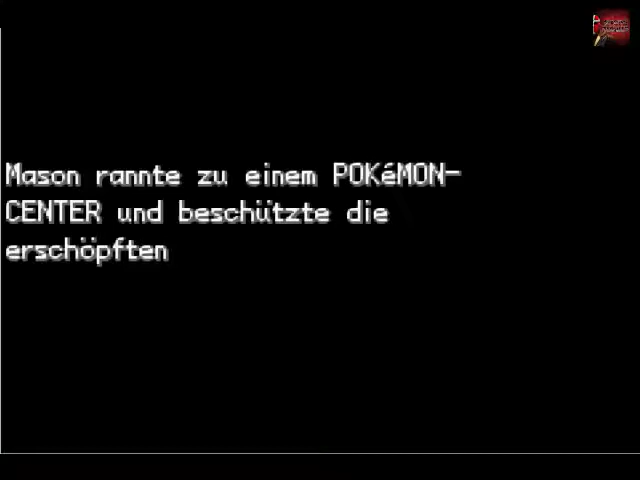 Mason rannte zu einem POKéMON-
CENTER und beschützte die
erschöpften